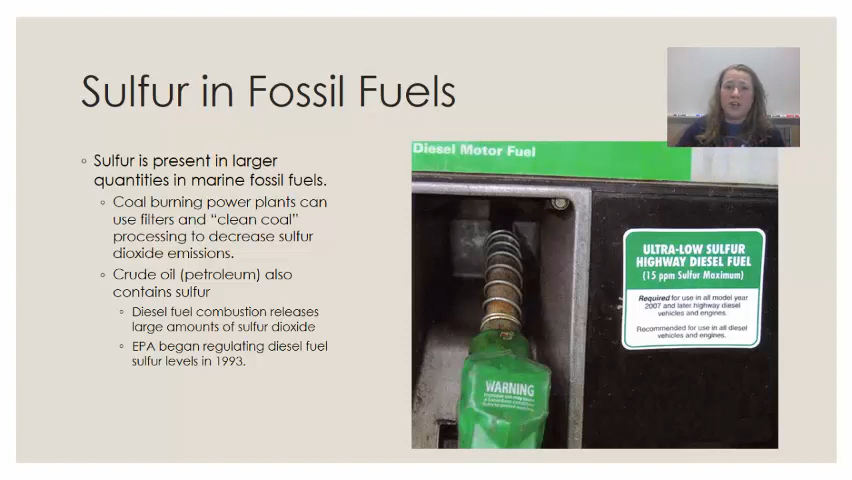 Sulfur in Fossil Fuels
◦ Sulfur is present in larger
quantities in marine fossil fuels.
◦ Coal burning power plants can
use filters and “clean coal”
processing to decrease sulfur
dioxide emissions.
◦ Crude oil (petroleum) also
contains sulfur
◦ Diesel fuel combustion releases
large amounts of sulfur dioxide
◦ EPA began regulating diesel fuel
sulfur levels in 1993.
Diesel Motor Fuel
ULTRA-LOW SULFUR
HIGHWAY DIESEL FUEL
(15 ppm Sulfur Maximum)
Required for use in all model year
2007 and later highway diesel
vehicles and engines.
Recommended for use in all diesel
vehicles and engines.
WARNING